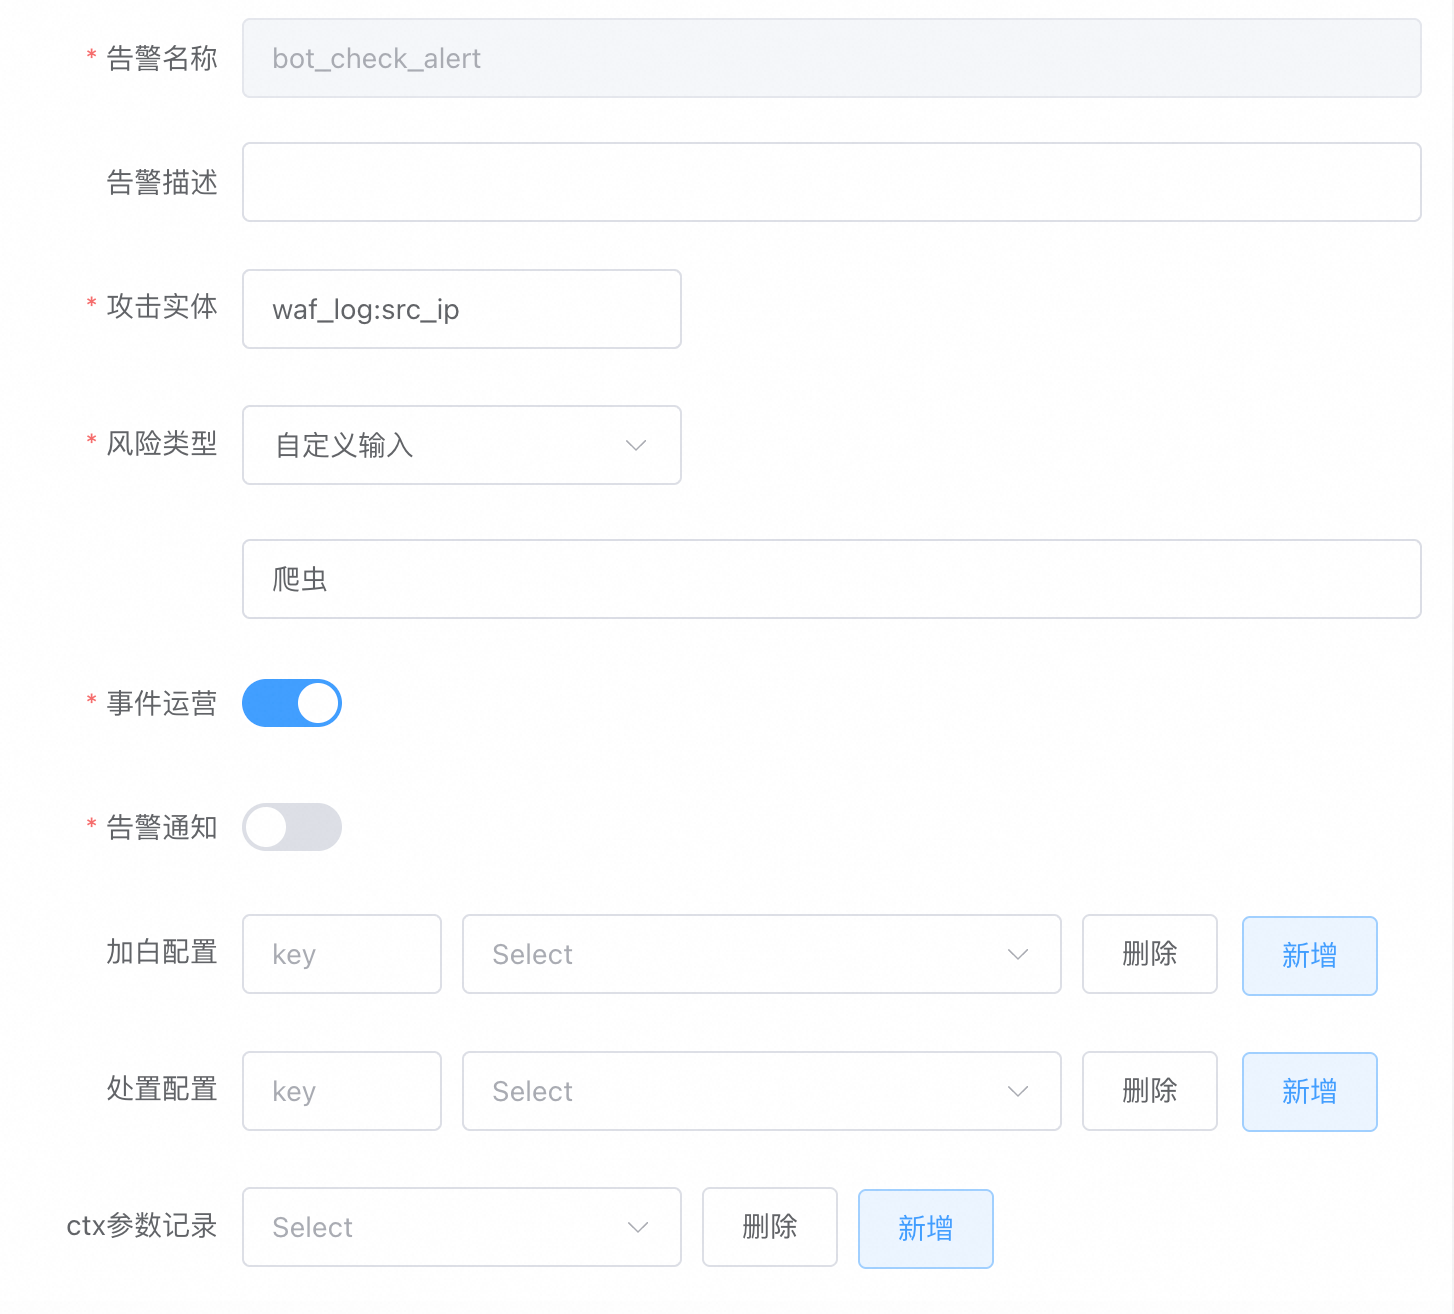 * 告警名称 bot_check_alert
告警描述
* 攻击实体 waf_log:src_ip
* 风险类型 自定义输入
爬虫
* 事件运营
* 告警通知
加白配置 key Select 删除 新增
处置配置 key Select 删除 新增
ctx参数记录 Select 删除 新增